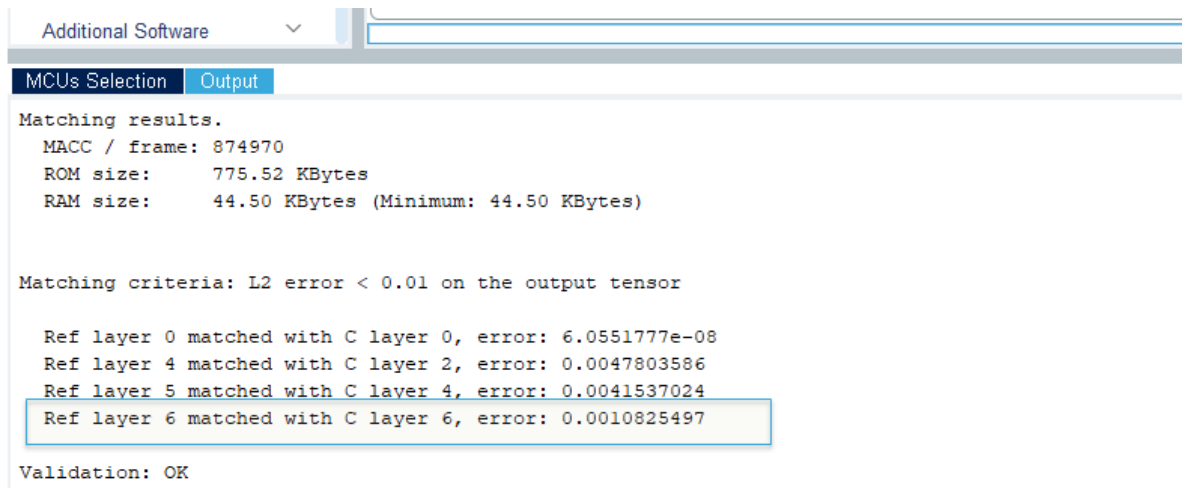 Additional Software
MCUs Selection Output
Matching results.
MACC / frame: 874970
ROM size: 775.52 KBytes
RAM size: 44.50 KBytes (Minimum: 44.50 KBytes)
Matching criteria: L2 error < 0.01 on the output tensor
Ref layer 0 matched with C layer 0, error: 6.0551777e-08
Ref layer 4 matched with C layer 2, error: 0.0047803586
Ref layer 5 matched with C layer 4, error: 0.0041537024
Ref layer 6 matched with C layer 6, error: 0.0010825497
Validation: OK